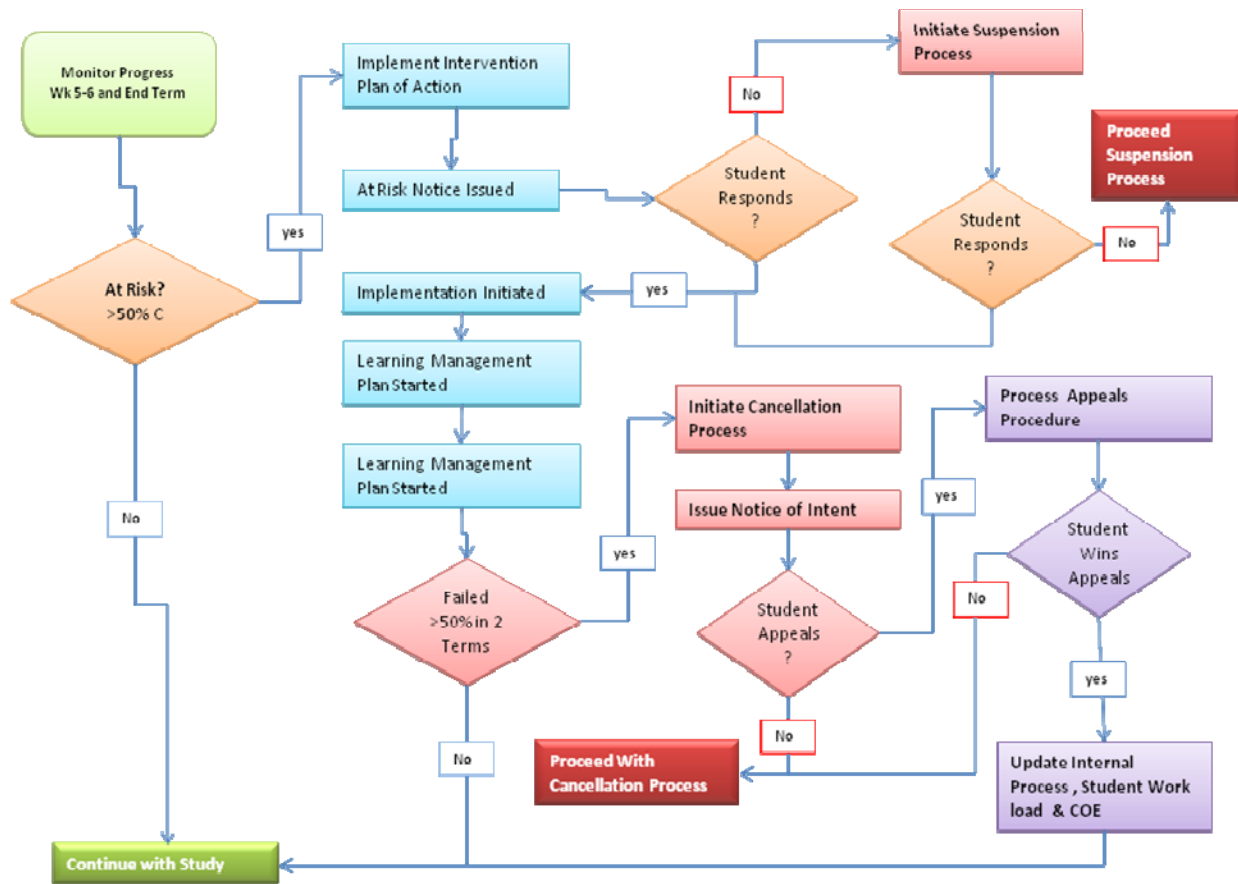 Monitor Progress
Wk 5-6 and End Term
At Risk?
>50% C
yes
No
Implement Intervention
Plan of Action
At Risk Notice Issued
Student
Responds
?
No
Initiate Suspension
Process
Student
Responds
?
No
Proceed
Suspension
Process
yes
Implementation Initiated
Learning Management
Plan Started
Learning Management
Plan Started
Failed
>50% in 2
Terms
yes
No
Initiate Cancellation
Process
Issue Notice of Intent
Student
Appeals
?
yes
No
Proceed With
Cancellation Process
Process Appeals
Procedure
Student
Wins
Appeals
No
yes
Update Internal
Process , Student Work
load & COE
Continue with Study